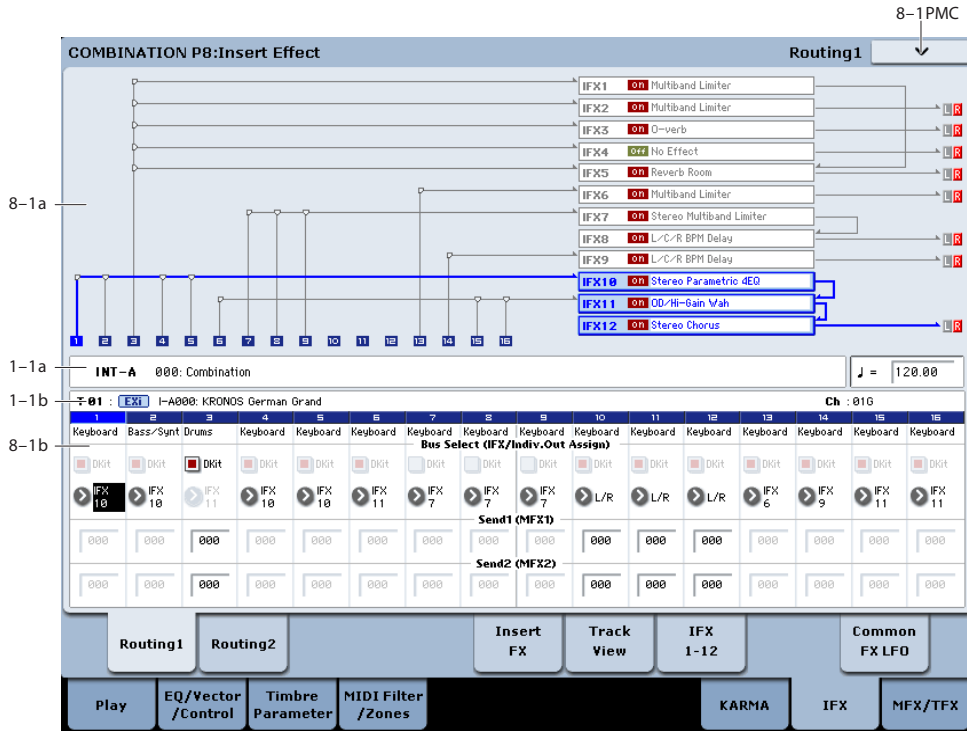 8–1PMC
COMBINATION P8:Insert Effect
Routing1
IFX1 On Multiband Limiter
IFX2 On Multiband Limiter L R
IFX3 On O-verb L R
IFX4 Off No Effect L R
IFX5 On Reverb Room L R
IFX6 On Multiband Limiter L R
IFX7 On Stereo Multiband Limiter
IFX8 On L/C/R BPM Delay L R
IFX9 On L/C/R BPM Delay L R
IFX10 On Stereo Parametric 4EQ
IFX11 On OD/Hi-Gain Wah
IFX12 On Stereo Chorus L R
8–1a
1 2 3 4 5 6 7 8 9 10 11 12 13 14 15 16
1–1a
INT-A 000: Combination
♩ = 120.00
1–1b
T 01 : EXi I-A000: KRONOS German Grand
Ch : 01G
1 2 3 4 5 6 7 8 9 10 11 12 13 14 15 16
8–1b
Keyboard Bass/Synt Drums Keyboard Keyboard Keyboard Keyboard Keyboard Keyboard Keyboard Keyboard Keyboard Keyboard Keyboard Keyboard Keyboard
Bus Select (IFX/Indiv.Out Assign)
DKit DKit DKit DKit DKit DKit DKit DKit DKit DKit DKit DKit DKit DKit DKit DKit
IFX 10 IFX 10 IFX 11 IFX 10 IFX 10 IFX 11 IFX 7 IFX 7 IFX 7 L/R L/R L/R IFX 6 IFX 9 IFX 11 IFX 11
Send1 (MFX1)
000 000 000 000 000 000 000 000 000 000 000 000 000 000 000 000
Send2 (MFX2)
000 000 000 000 000 000 000 000 000 000 000 000 000 000 000 000
Routing1 Routing2
Insert FX
Track View
IFX 1-12
Common FX LFO
Play
EQ/Vector /Control
Timbre Parameter
MIDI Filter /Zones
KARMA
IFX
MFX/TFX